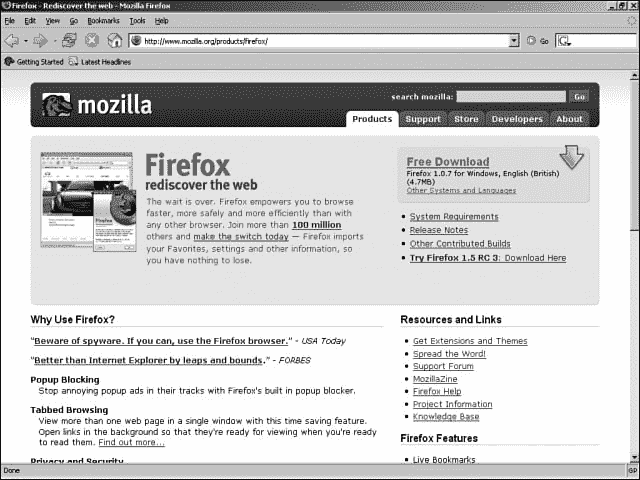 Firefox - Rediscover the web - Mozilla Firefox
File Edit View Go Bookmarks Tools Help
http://www.mozilla.org/products/firefox/
Go
G
Getting Started Latest Headlines
mozilla
search mozilla:
Go
Products Support Store Developers About
Firefox
rediscover the web
The wait is over. Firefox empowers you to browse
faster, more safely and more efficiently than with
any other browser. Join more than 100 million
others and make the switch today — Firefox imports
your Favorites, settings and other information, so
you have nothing to lose.
Free Download
Firefox 1.0.7 for Windows, English (British)
(4.7MB)
Other Systems and Languages
System Requirements
Release Notes
Other Contributed Builds
Try Firefox 1.5 RC 3: Download Here
Why Use Firefox?
"Beware of spyware. If you can, use the Firefox browser." - USA Today
"Better than Internet Explorer by leaps and bounds." - FORBES
Popup Blocking
Stop annoying popup ads in their tracks with Firefox's built in popup blocker.
Tabbed Browsing
View more than one web page in a single window with this time saving feature.
Open links in the background so that they're ready for viewing when you're ready
to read them. Find out more...
Privacy and Security
Resources and Links
Get Extensions and Themes
Spread the Word!
Support Forum
MozillaZine
Firefox Help
Project Information
Knowledge Base
Firefox Features
Live Bookmarks
Done
GP